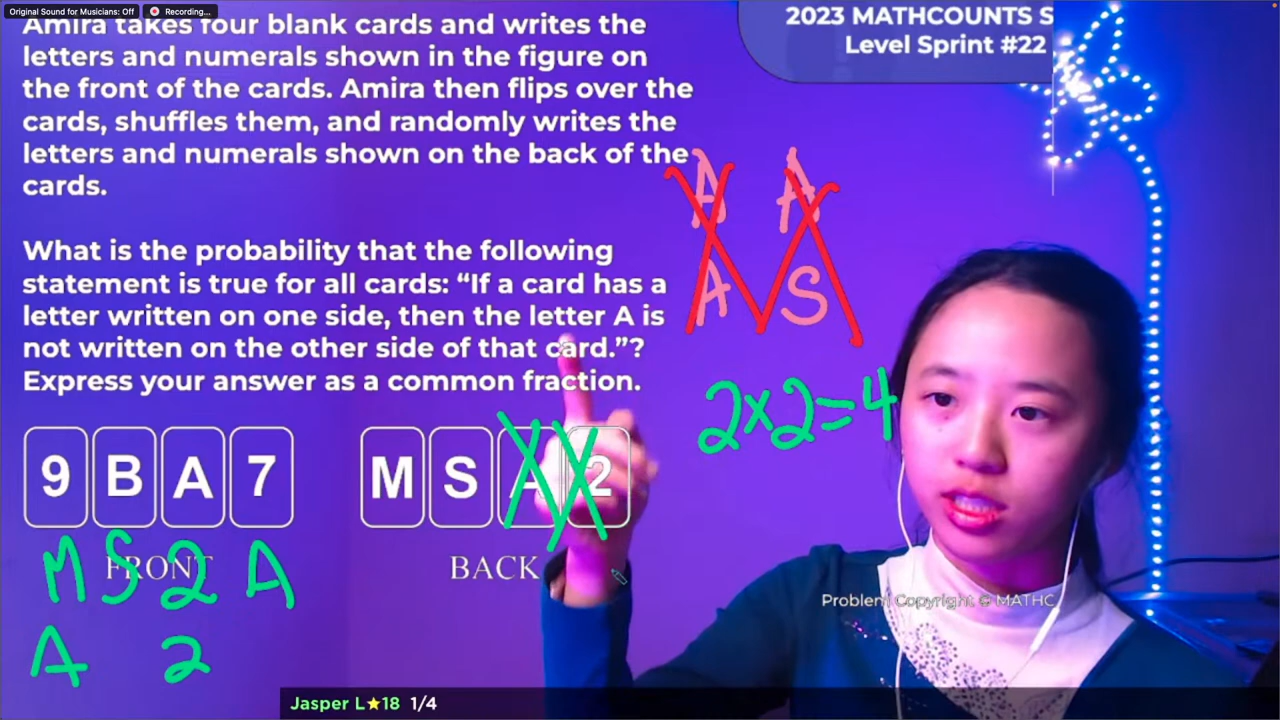 Original Sound for Musicians: Off Recording...
Amira takes four blank cards and writes the
letters and numerals shown in the figure on
the front of the cards. Amira then flips over the
cards, shuffles them, and randomly writes the
letters and numerals shown on the back of the
cards.
What is the probability that the following
statement is true for all cards: “If a card has a
letter written on one side, then the letter A is
not written on the other side of that card.”?
Express your answer as a common fraction.
2023 MATHCOUNTS S
Level Sprint #22
A A
A S
2x2=4
9 B A 7 M S A 2
FRONT BACK
M S 2 A
A 2
Problem Copyright © MATHC
Jasper L★18 1/4